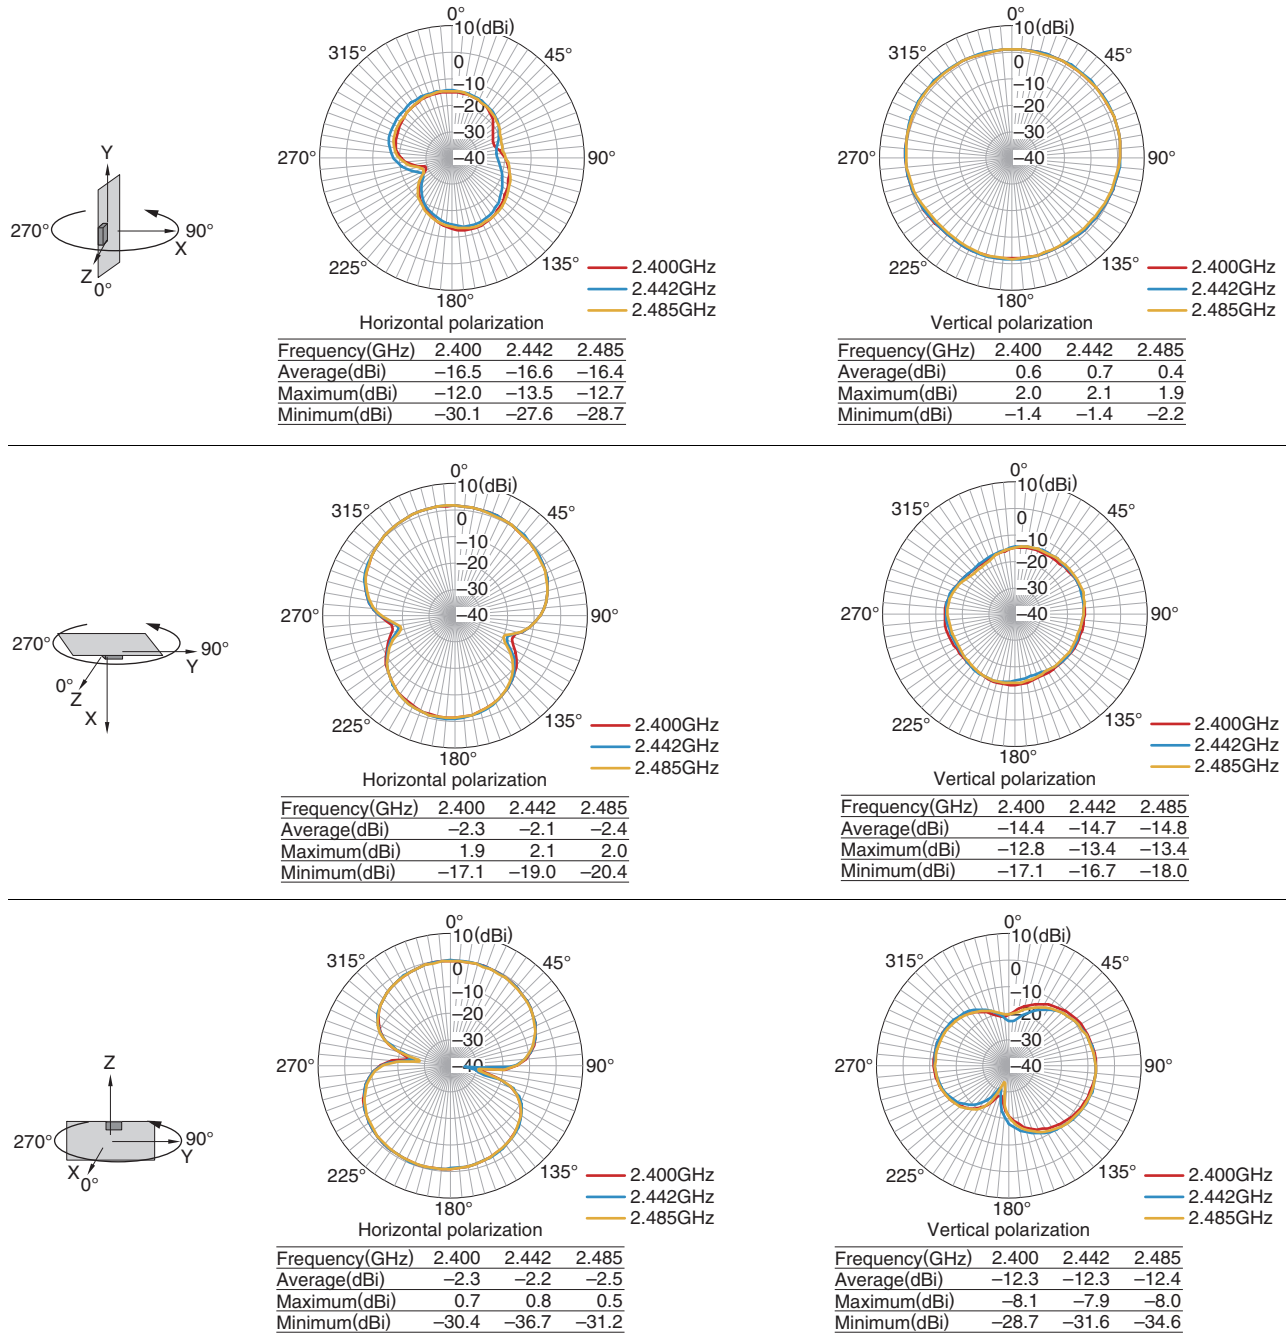 0°
10(dBi)
315°
45°
0
−10
−20
−30
−40
270°
90°
225°
135°
180°
2.400GHz
2.442GHz
2.485GHz
Horizontal polarization
Frequency(GHz) 2.400 2.442 2.485
Average(dBi) −16.5 −16.6 −16.4
Maximum(dBi) −12.0 −13.5 −12.7
Minimum(dBi) −30.1 −27.6 −28.7
0°
10(dBi)
315°
45°
0
−10
−20
−30
−40
270°
90°
225°
135°
180°
2.400GHz
2.442GHz
2.485GHz
Vertical polarization
Frequency(GHz) 2.400 2.442 2.485
Average(dBi) 0.6 0.7 0.4
Maximum(dBi) 2.0 2.1 1.9
Minimum(dBi) −1.4 −1.4 −2.2
Y
270°
90°
X
Z
0°
0°
10(dBi)
315°
45°
0
−10
−20
−30
−40
270°
90°
225°
135°
180°
2.400GHz
2.442GHz
2.485GHz
Horizontal polarization
Frequency(GHz) 2.400 2.442 2.485
Average(dBi) −2.3 −2.1 −2.4
Maximum(dBi) 1.9 2.1 2.0
Minimum(dBi) −17.1 −19.0 −20.4
0°
10(dBi)
315°
45°
0
−10
−20
−30
−40
270°
90°
225°
135°
180°
2.400GHz
2.442GHz
2.485GHz
Vertical polarization
Frequency(GHz) 2.400 2.442 2.485
Average(dBi) −14.4 −14.7 −14.8
Maximum(dBi) −12.8 −13.4 −13.4
Minimum(dBi) −17.1 −16.7 −18.0
270°
90°
Y
0°
Z
X
0°
10(dBi)
315°
45°
0
−10
−20
−30
−40
270°
90°
225°
135°
180°
2.400GHz
2.442GHz
2.485GHz
Horizontal polarization
Frequency(GHz) 2.400 2.442 2.485
Average(dBi) −2.3 −2.2 −2.5
Maximum(dBi) 0.7 0.8 0.5
Minimum(dBi) −30.4 −36.7 −31.2
0°
10(dBi)
315°
45°
0
−10
−20
−30
−40
270°
90°
225°
135°
180°
2.400GHz
2.442GHz
2.485GHz
Vertical polarization
Frequency(GHz) 2.400 2.442 2.485
Average(dBi) −12.3 −12.3 −12.4
Maximum(dBi) −8.1 −7.9 −8.0
Minimum(dBi) −28.7 −31.6 −34.6
Z
270°
90°
Y
X
0°